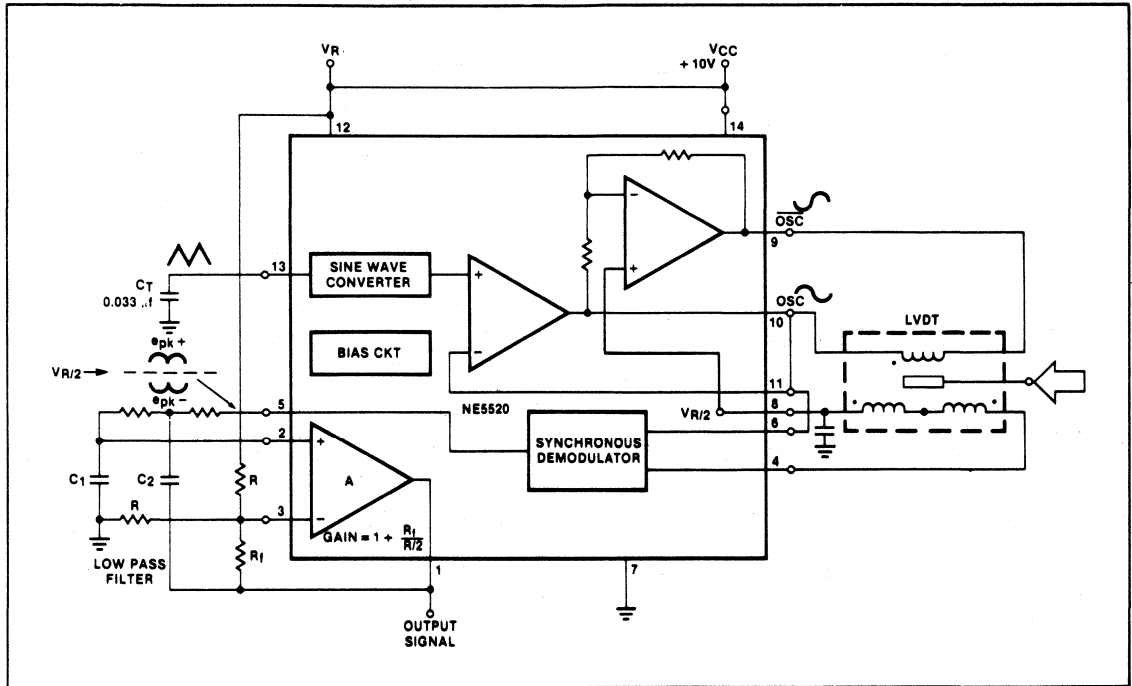 VR
VCC
+ 10V
12
14
OSC
9
13
SINE WAVE
CONVERTER
CT
0.033 µf
OSC
10
LVDT
BIAS CKT
epk +
VR/2
epk −
11
5
NE5520
VR/2
8
6
2
SYNCHRONOUS
DEMODULATOR
4
C1
C2
R
A
R
3
GAIN = 1 + Rf
R/2
Rf
LOW PASS
FILTER
1
7
OUTPUT
SIGNAL
+
−
−
+
+
−